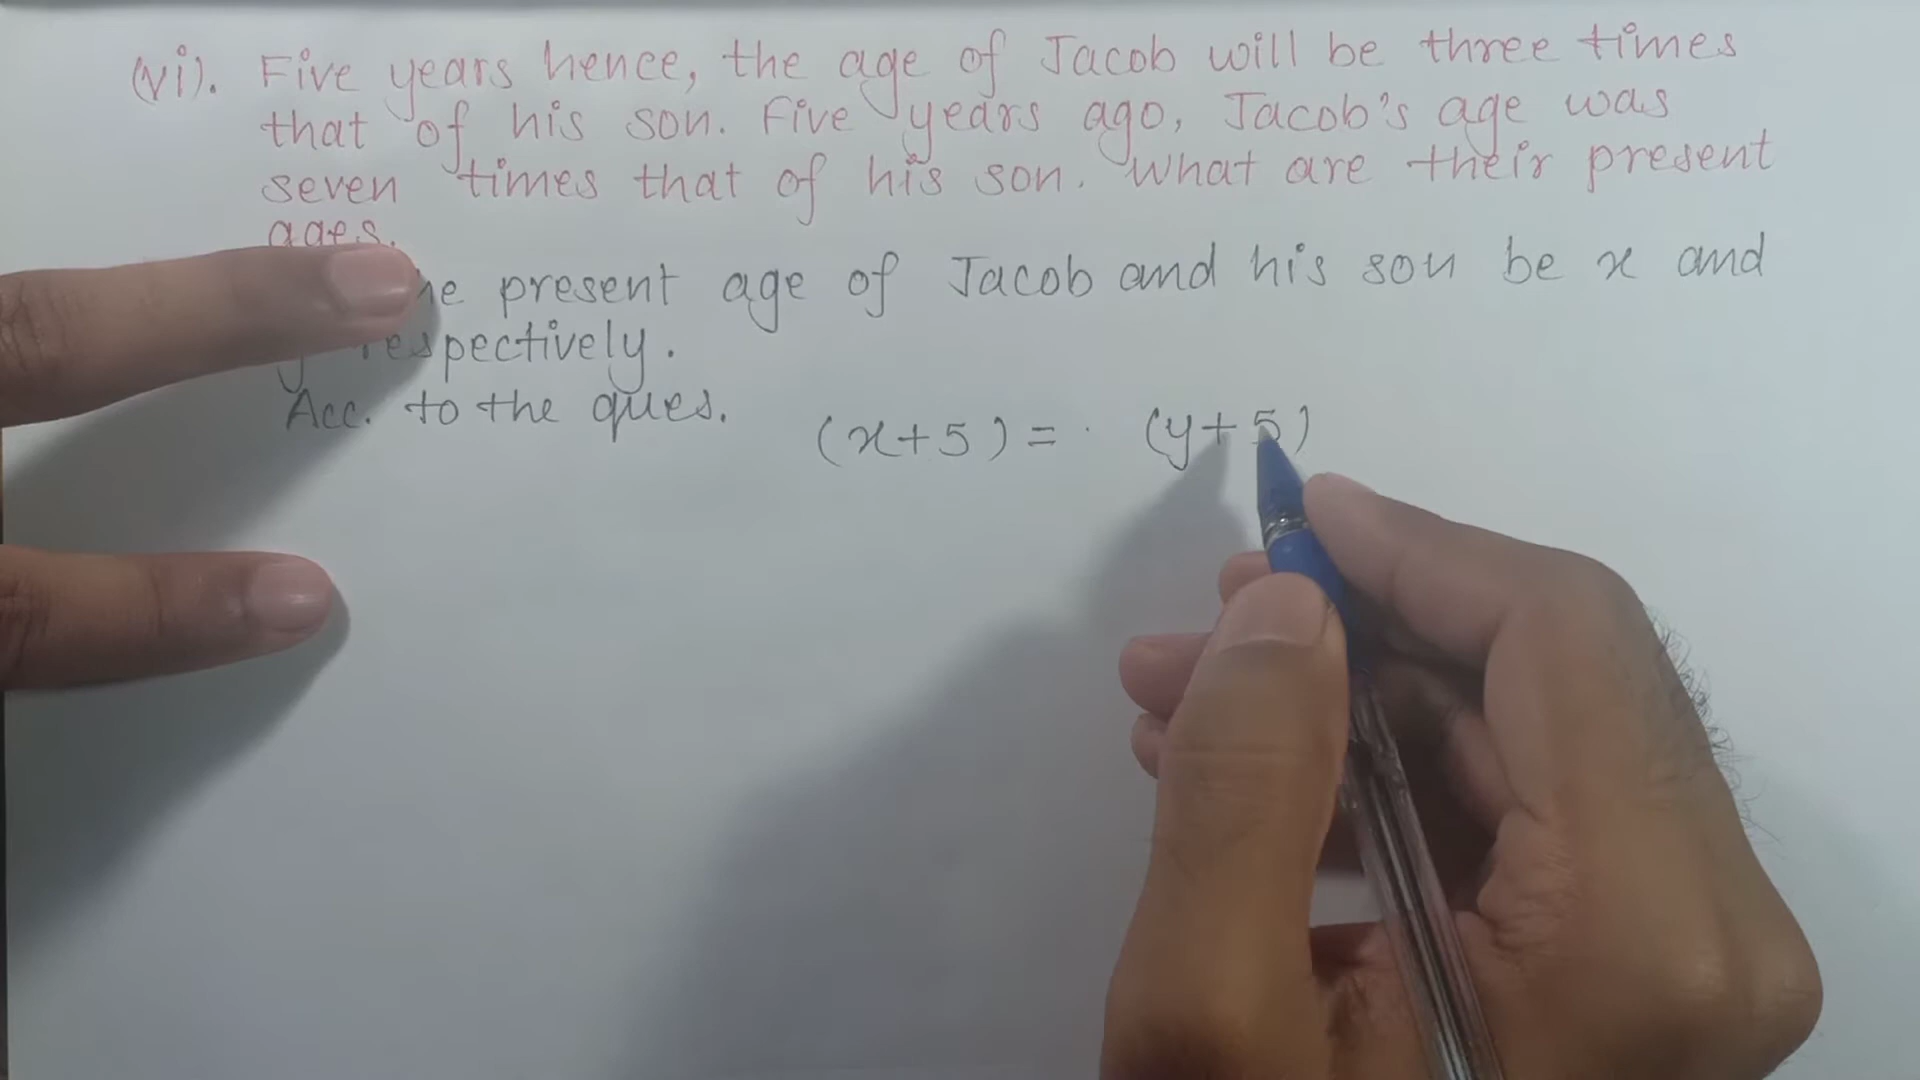 (vi). Five years hence, the age of Jacob will be three times
that of his son. Five years ago, Jacob's age was
seven times that of his son. What are their present
ages.
present age of Jacob and his son be x and
y respectively.
Acc. to the ques. (x+5) = (y+5)